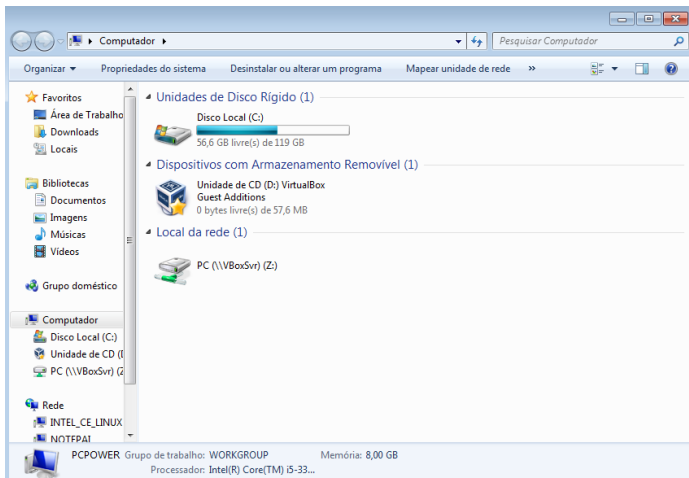 Computador
Pesquisar Computador
Organizar
Propriedades do sistema
Desinstalar ou alterar um programa
Mapear unidade de rede
»
Favoritos
Área de Trabalho
Downloads
Locais
Bibliotecas
Documentos
Imagens
Músicas
Vídeos
Grupo doméstico
Computador
Disco Local (C:)
Unidade de CD (
PC (\\VBoxSvr) (Z
Rede
INTEL_CE_LINUX
NOTEPAI
Unidades de Disco Rígido (1)
Disco Local (C:)
56,6 GB livre(s) de 119 GB
Dispositivos com Armazenamento Removível (1)
Unidade de CD (D:) VirtualBox
Guest Additions
0 bytes livre(s) de 57,6 MB
Local da rede (1)
PC (\\VBoxSvr) (Z:)
PCPOWER Grupo de trabalho: WORKGROUP Memória: 8,00 GB
Processador: Intel(R) Core(TM) i5-33...